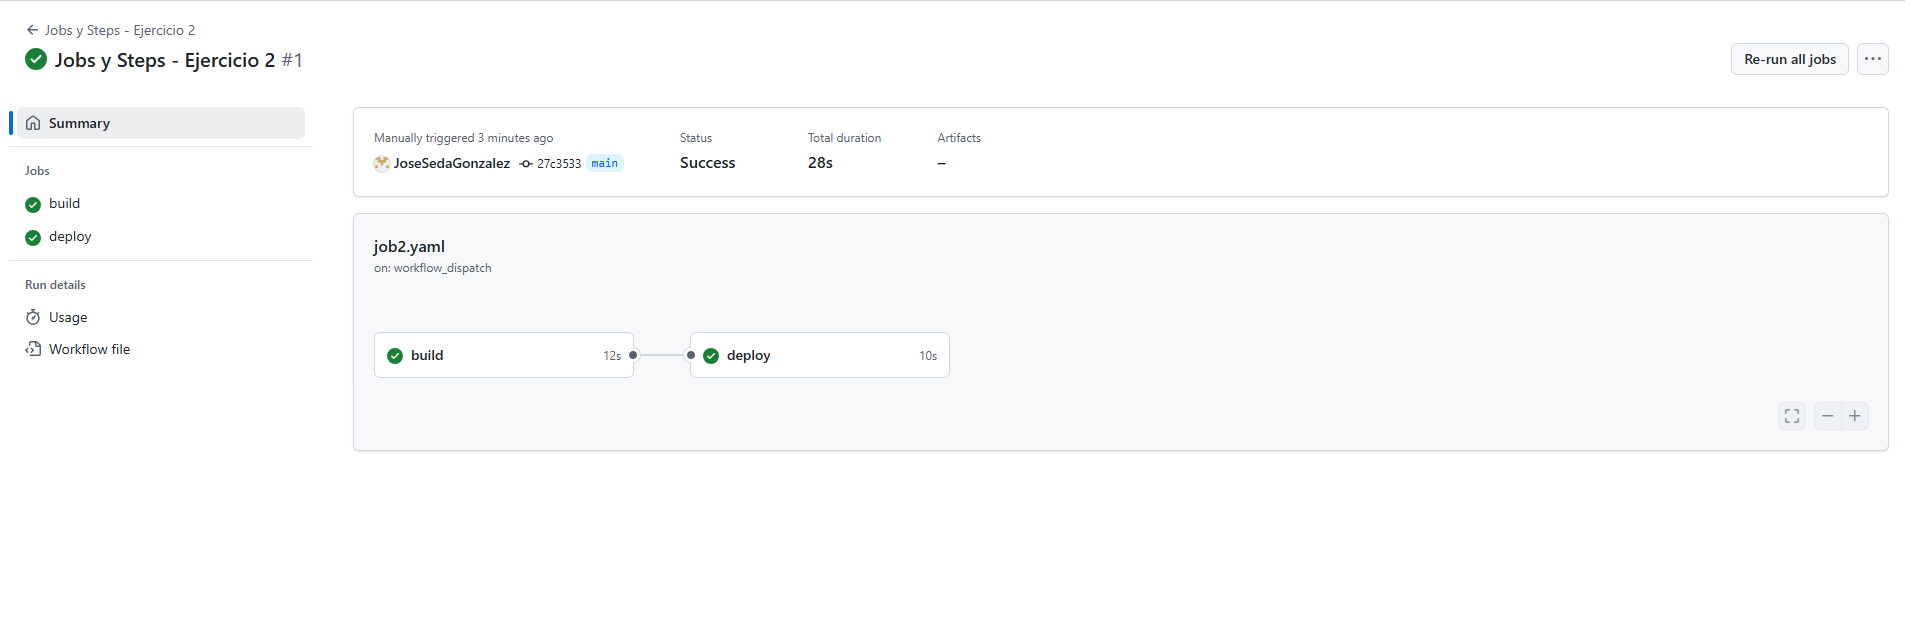 Jobs y Steps - Ejercicio 2
Jobs y Steps - Ejercicio 2 #1
Re-run all jobs
Summary
Jobs
build
deploy
Run details
Usage
Workflow file
Manually triggered 3 minutes ago
JoseSedaGonzalez 27c3533 main
Status
Success
Total duration
28s
Artifacts
–
job2.yaml
on: workflow_dispatch
build 12s
deploy 10s